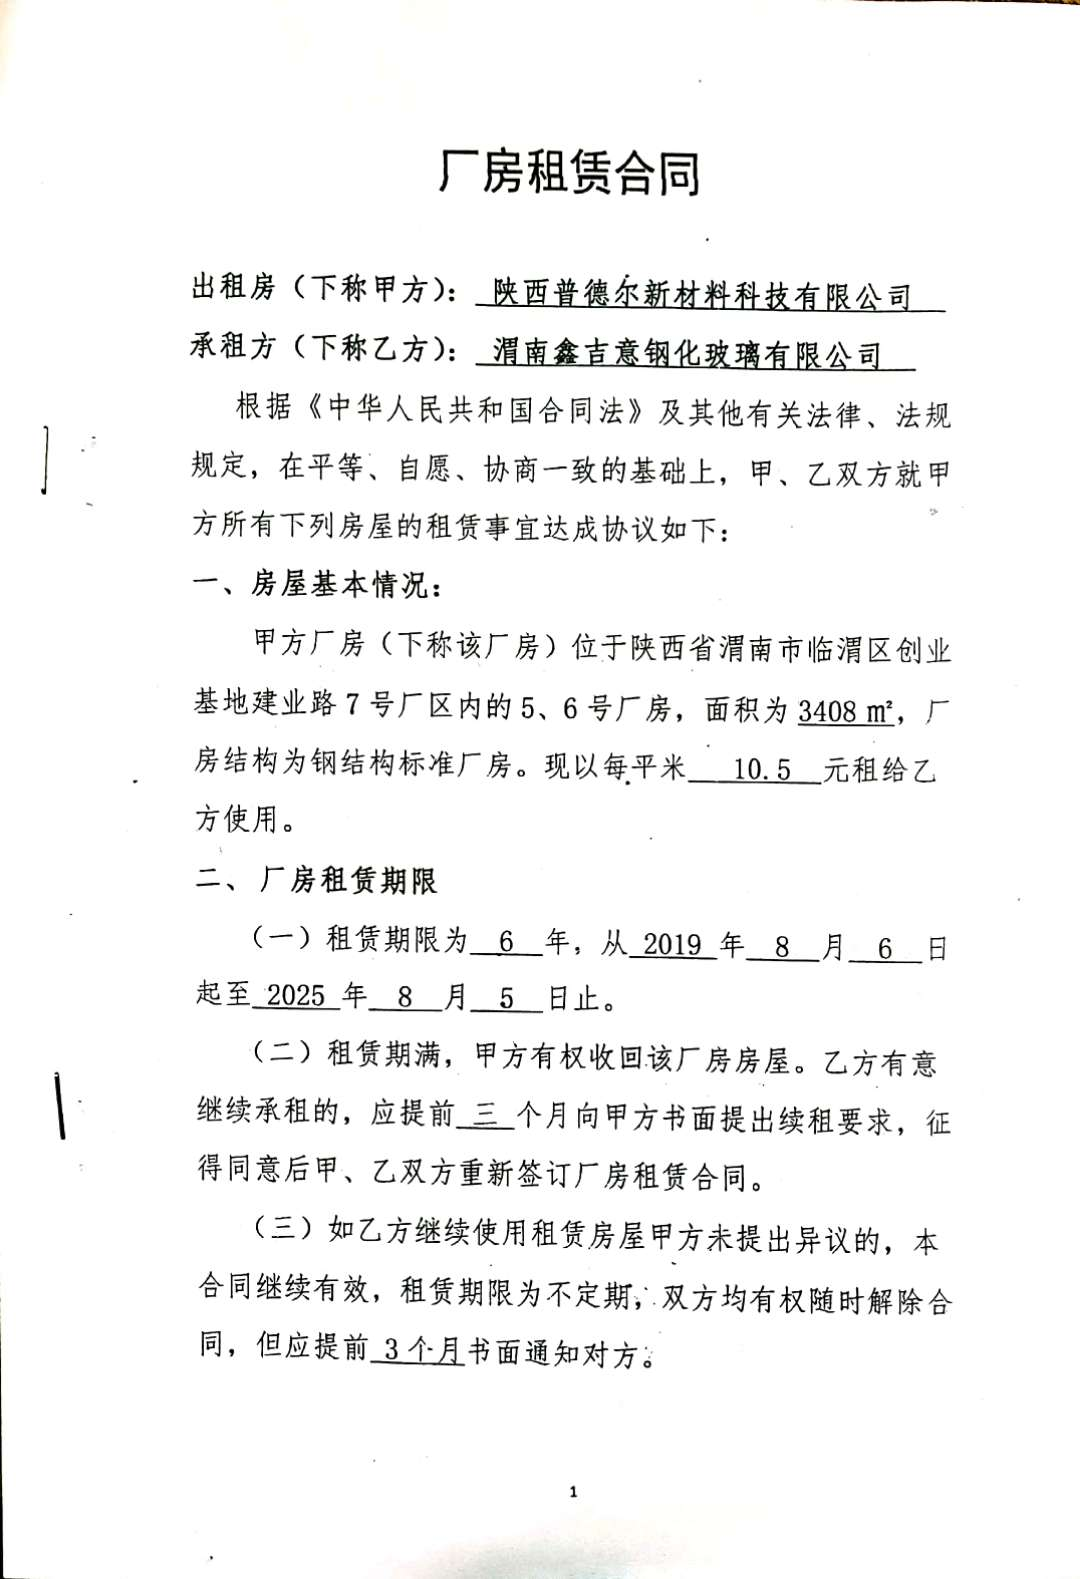 厂房租赁合同
出租房（下称甲方）：陕西普德尔新材料科技有限公司
承租方（下称乙方）：渭南鑫吉意钢化玻璃有限公司
根据《中华人民共和国合同法》及其他有关法律、法规
规定，在平等、自愿、协商一致的基础上，甲、乙双方就甲
方所有下列房屋的租赁事宜达成协议如下：
一、房屋基本情况：
甲方厂房（下称该厂房）位于陕西省渭南市临渭区创业
基地建业路 7 号厂区内的 5、6 号厂房，面积为 3408 ㎡，厂
房结构为钢结构标准厂房。现以每平米 10.5 元租给乙
方使用。
二、厂房租赁期限
（一）租赁期限为 6 年，从 2019 年 8 月 6 日
起至 2025 年 8 月 5 日止。
（二）租赁期满，甲方有权收回该厂房房屋。乙方有意
继续承租的，应提前 三 个月向甲方书面提出续租要求，征
得同意后甲、乙双方重新签订厂房租赁合同。
（三）如乙方继续使用租赁房屋甲方未提出异议的，本
合同继续有效，租赁期限为不定期，双方均有权随时解除合
同，但应提前 3 个月书面通知对方。
1